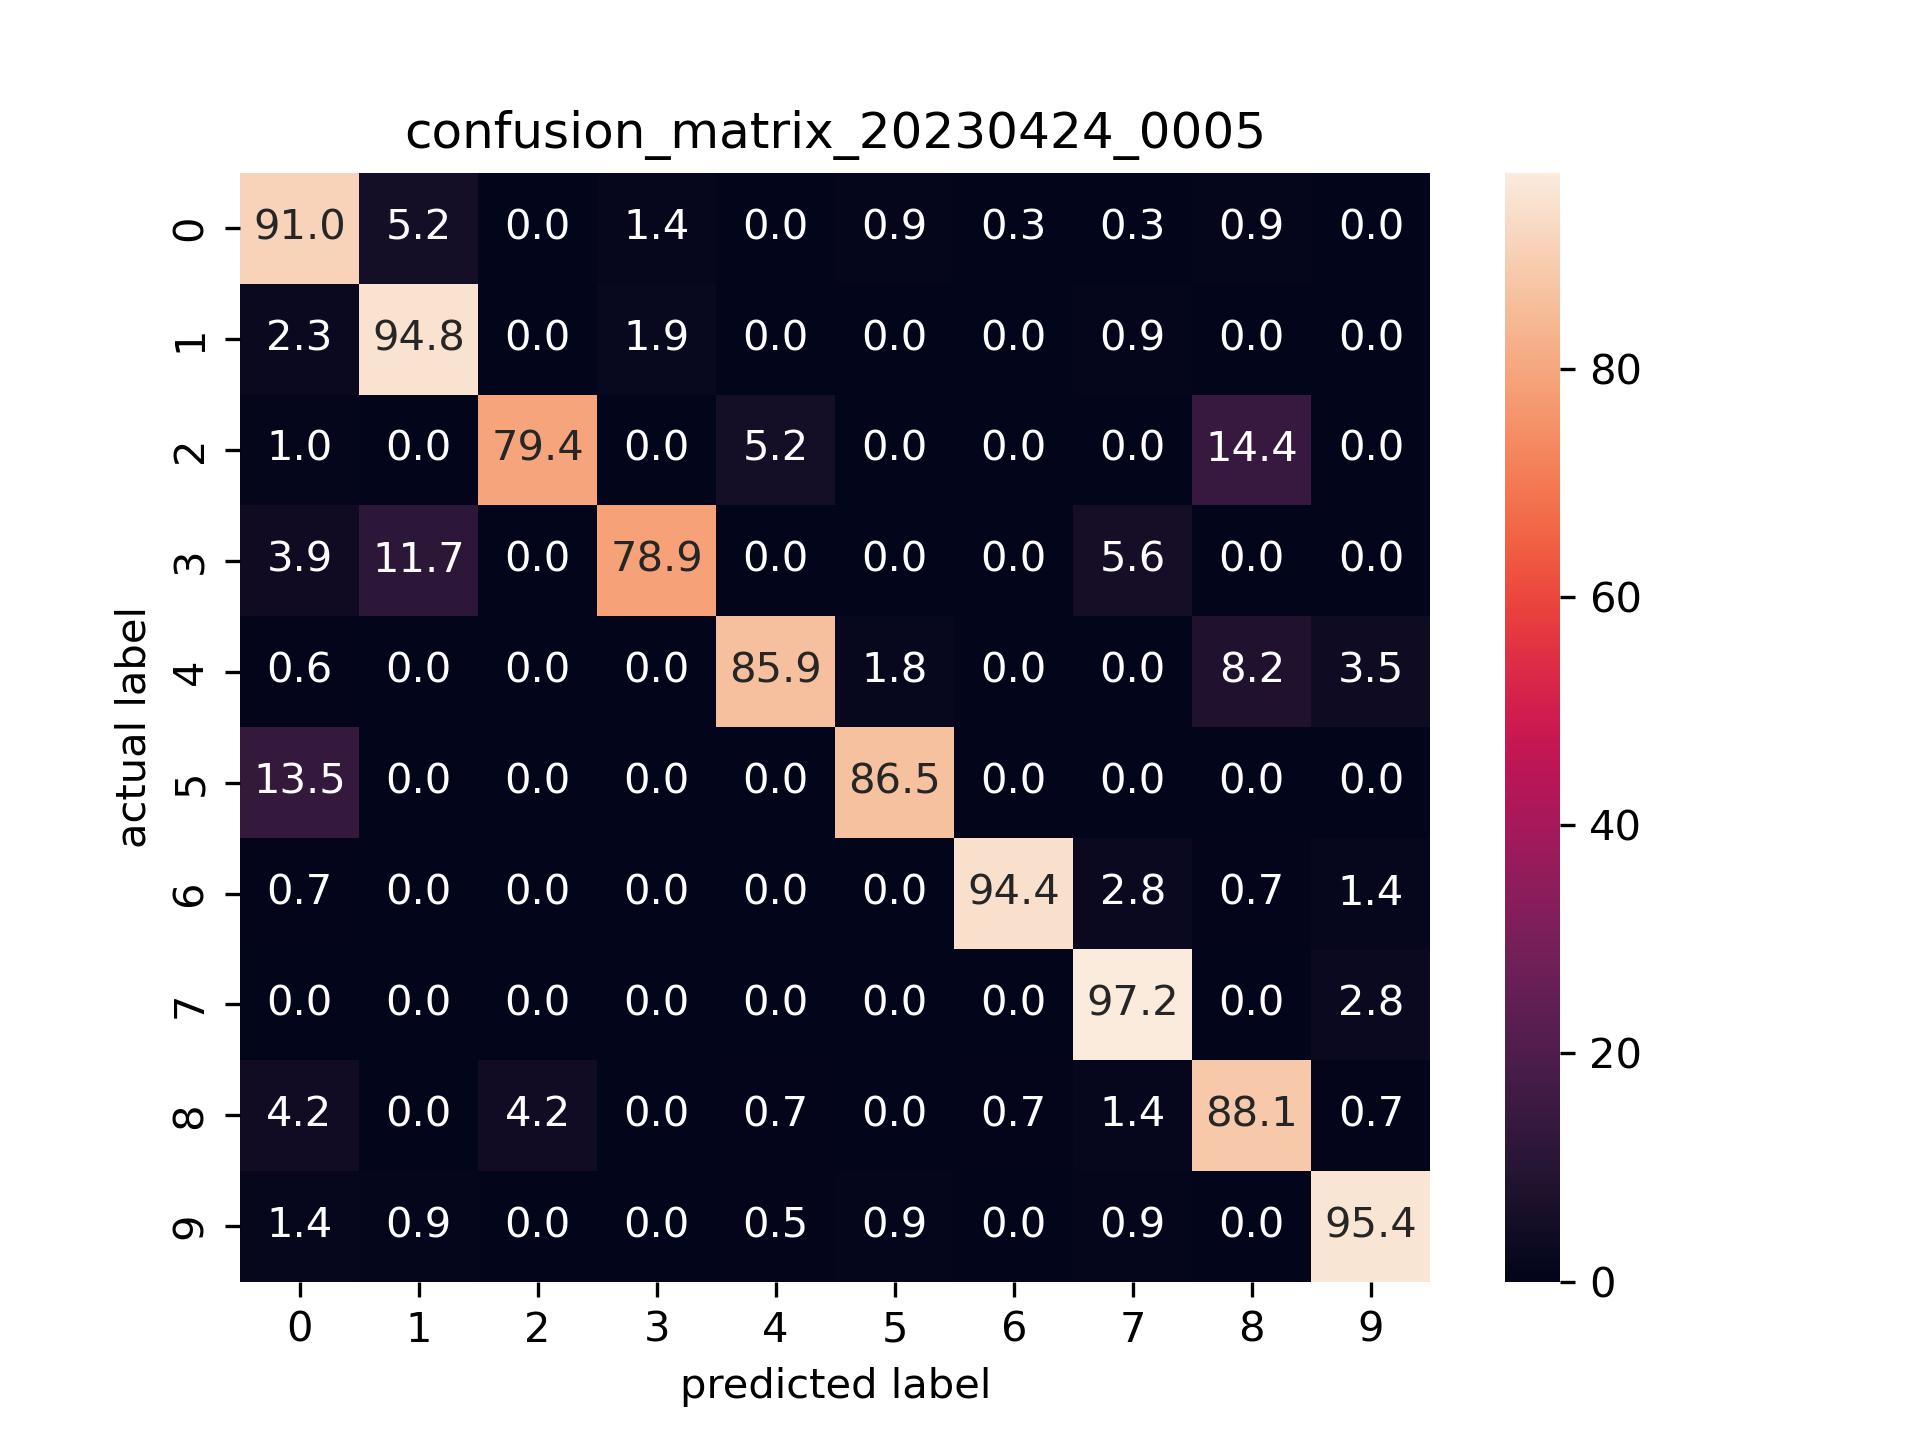 confusion_matrix_20230424_0005
0 91.0 5.2 0.0 1.4 0.0 0.9 0.3 0.3 0.9 0.0
1 2.3 94.8 0.0 1.9 0.0 0.0 0.0 0.9 0.0 0.0
2 1.0 0.0 79.4 0.0 5.2 0.0 0.0 0.0 14.4 0.0
3 3.9 11.7 0.0 78.9 0.0 0.0 0.0 5.6 0.0 0.0
4 0.6 0.0 0.0 0.0 85.9 1.8 0.0 0.0 8.2 3.5
5 13.5 0.0 0.0 0.0 0.0 86.5 0.0 0.0 0.0 0.0
6 0.7 0.0 0.0 0.0 0.0 0.0 94.4 2.8 0.7 1.4
7 0.0 0.0 0.0 0.0 0.0 0.0 0.0 97.2 0.0 2.8
8 4.2 0.0 4.2 0.0 0.7 0.0 0.7 1.4 88.1 0.7
9 1.4 0.9 0.0 0.0 0.5 0.9 0.0 0.9 0.0 95.4
0 1 2 3 4 5 6 7 8 9
predicted label
actual label
80
60
40
20
0